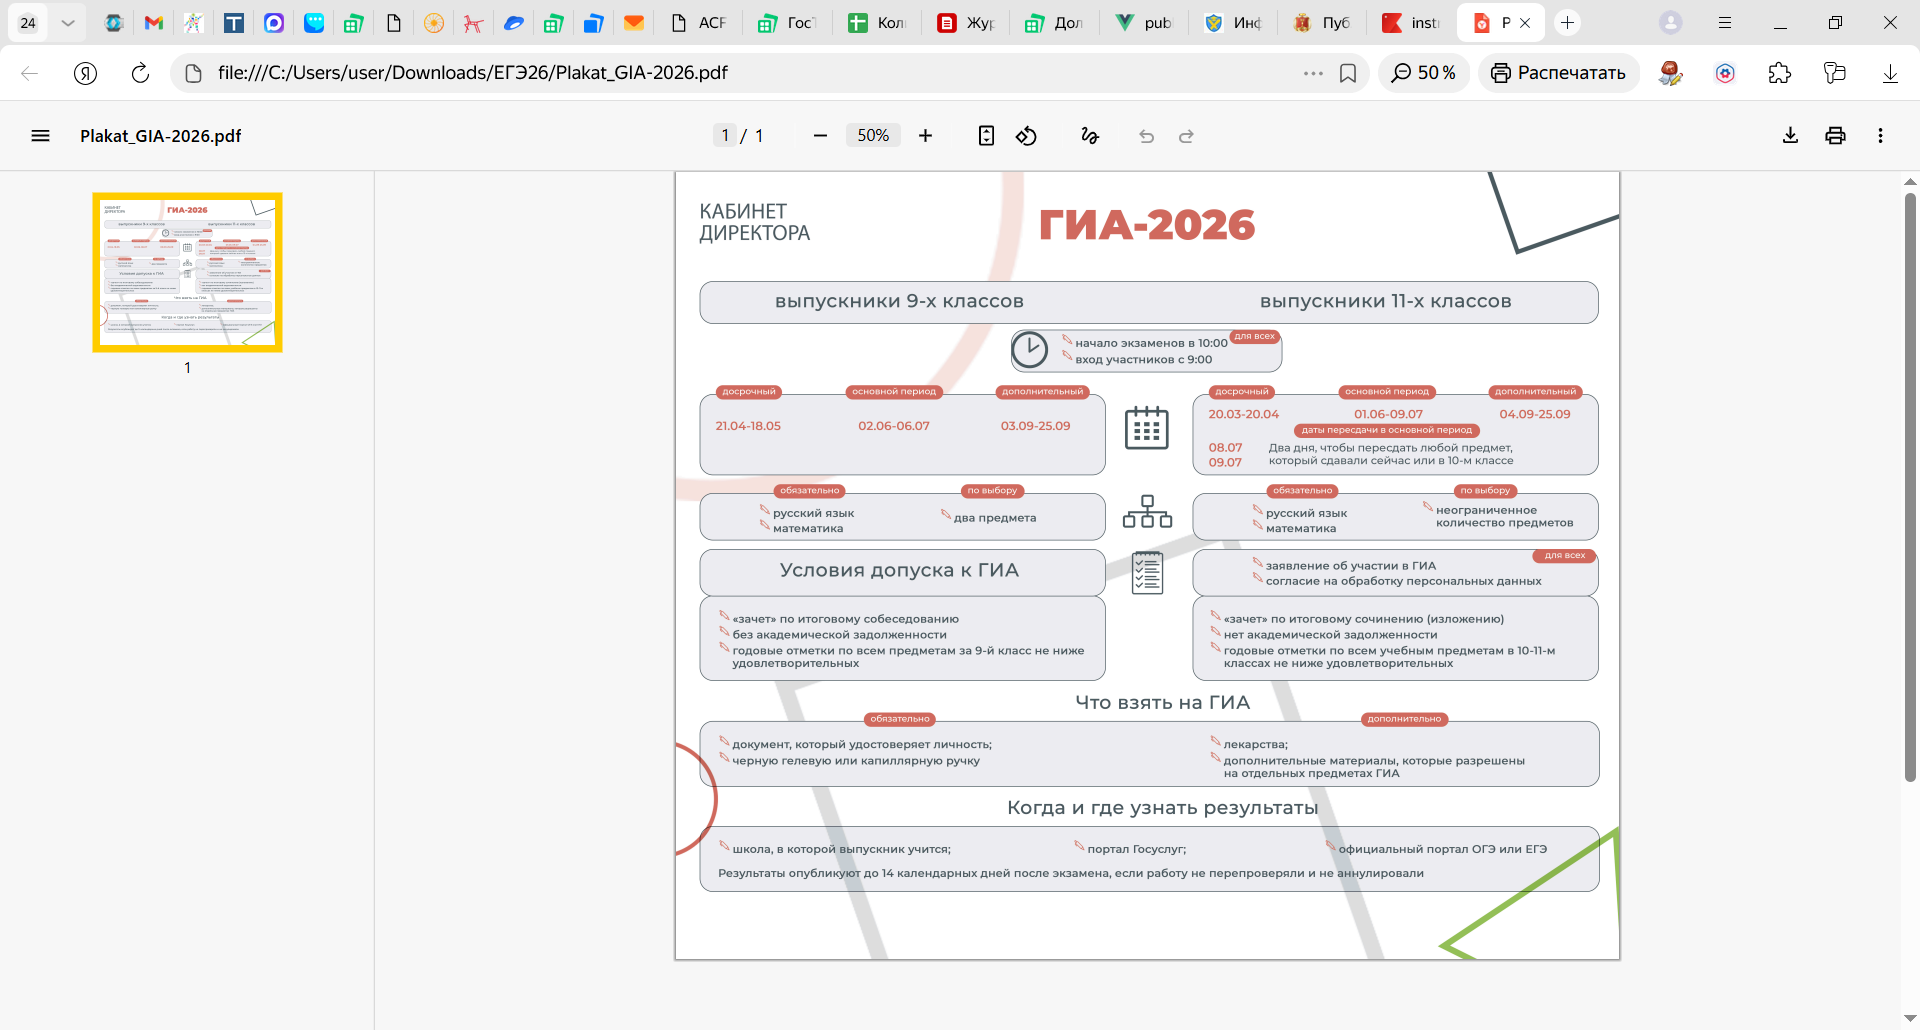 24
ACF
Гос
Кол
Жур
Дол
pub
Инф
Пуб
inst
P
file:///C:/Users/user/Downloads/ЕГЭ26/Plakat_GIA-2026.pdf
50 %
Распечатать
Plakat_GIA-2026.pdf
1 / 1
50%
1
КАБИНЕТ
ДИРЕКТОРА
ГИА-2026
выпускники 9-х классов
выпускники 11-х классов
для всех
начало экзаменов в 10:00
вход участников с 9:00
досрочный
основной период
дополнительный
21.04-18.05
02.06-06.07
03.09-25.09
досрочный
основной период
дополнительный
20.03-20.04
01.06-09.07
04.09-25.09
даты пересдачи в основной период
08.07
09.07
Два дня, чтобы пересдать любой предмет,
который сдавали сейчас или в 10-м классе
обязательно
по выбору
русский язык
математика
два предмета
обязательно
по выбору
русский язык
математика
неограниченное
количество предметов
Условия допуска к ГИА
для всех
заявление об участии в ГИА
согласие на обработку персональных данных
«зачет» по итоговому собеседованию
без академической задолженности
годовые отметки по всем предметам за 9-й класс не ниже
удовлетворительных
«зачет» по итоговому сочинению (изложению)
нет академической задолженности
годовые отметки по всем учебным предметам в 10-11-м
классах не ниже удовлетворительных
Что взять на ГИА
обязательно
дополнительно
документ, который удостоверяет личность;
черную гелевую или капиллярную ручку
лекарства;
дополнительные материалы, которые разрешены
на отдельных предметах ГИА
Когда и где узнать результаты
школа, в которой выпускник учится;
портал Госуслуг;
официальный портал ОГЭ или ЕГЭ
Результаты опубликуют до 14 календарных дней после экзамена, если работу не перепроверяли и не аннулировали